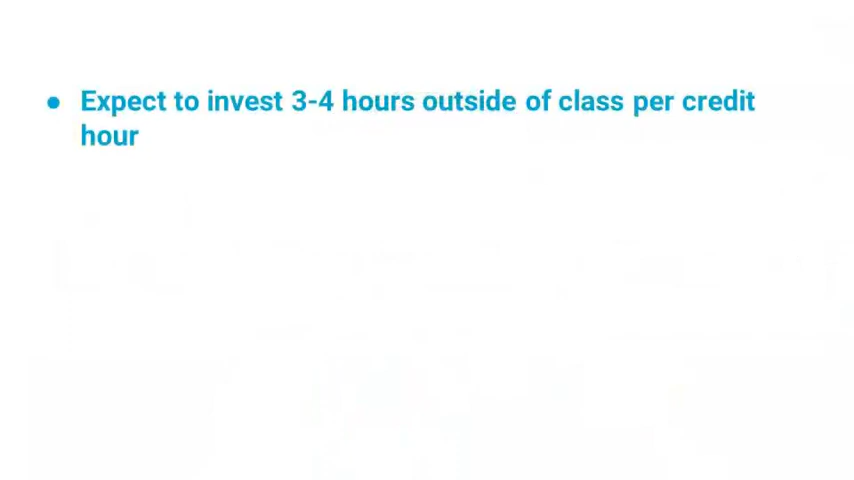 ● Expect to invest 3-4 hours outside of class per credit
hour